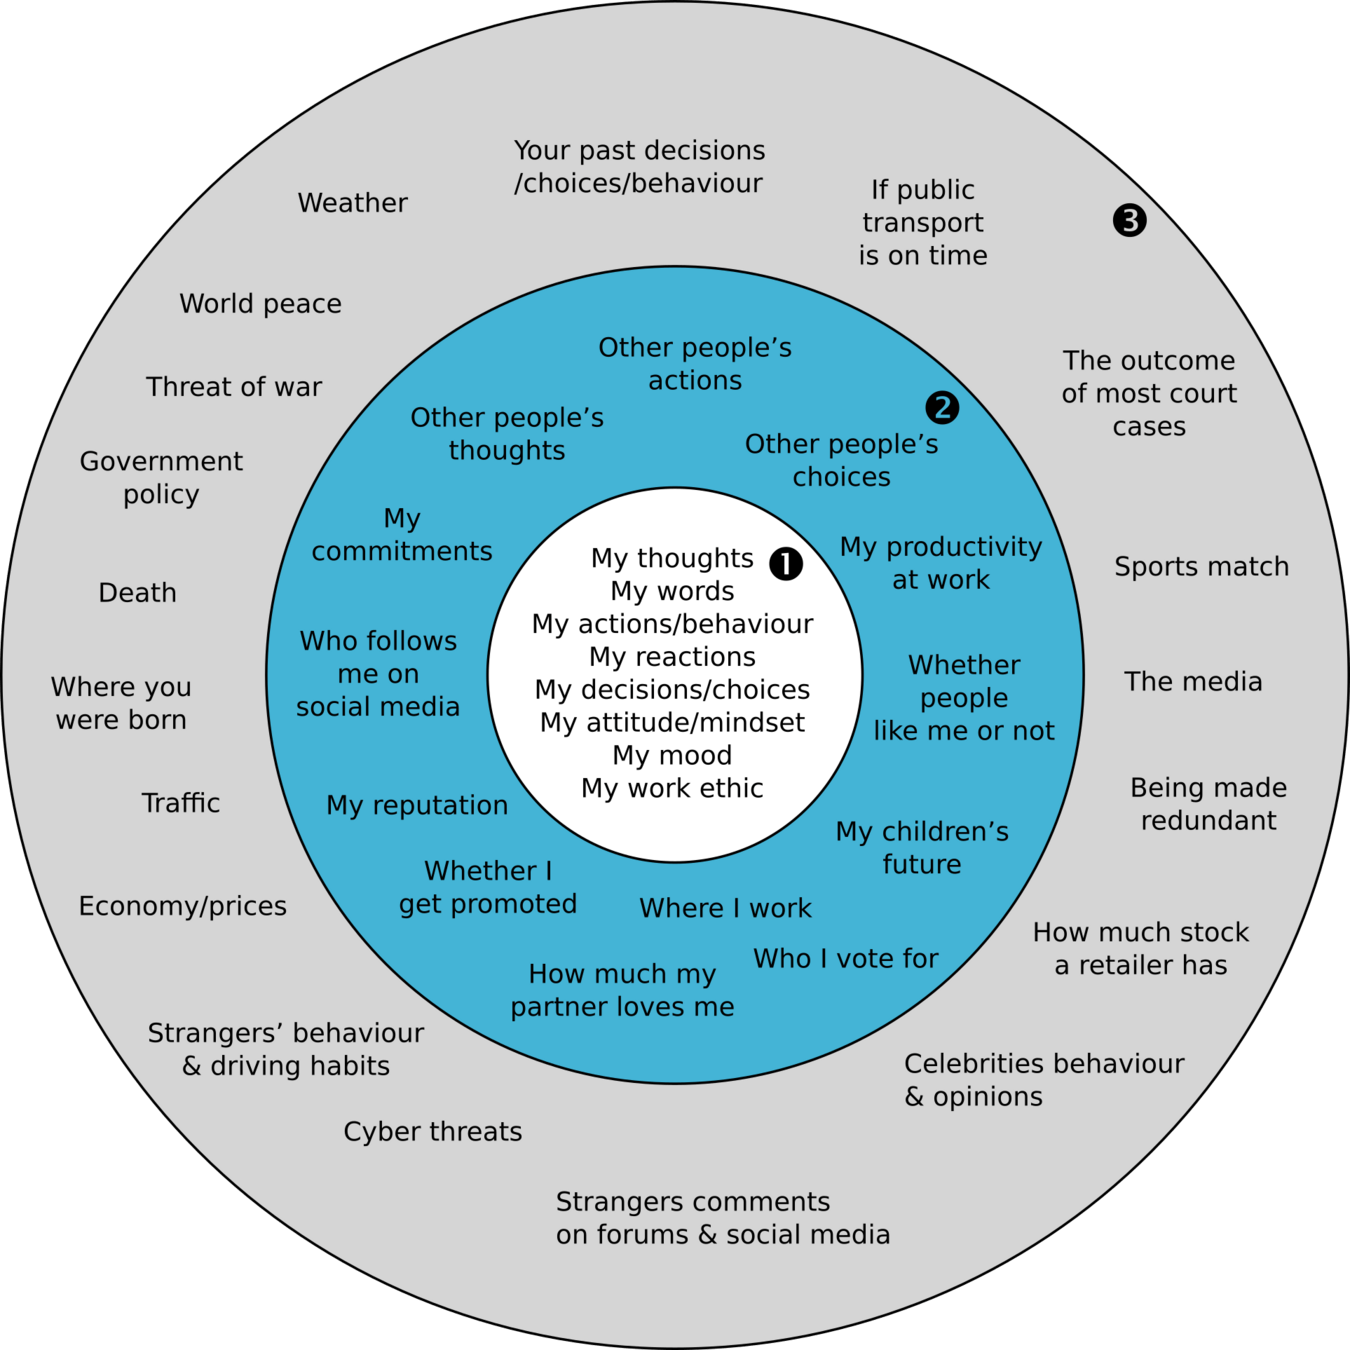 Your past decisions
/choices/behaviour
Weather
If public
transport
is on time
❸
World peace
Threat of war
The outcome
of most court
cases
Government
policy
Death
Sports match
Where you
were born
The media
Traffic
Being made
redundant
Economy/prices
How much stock
a retailer has
Strangers’ behaviour
& driving habits
Celebrities behaviour
& opinions
Cyber threats
Strangers comments
on forums & social media
Other people’s
actions
❷
Other people’s
thoughts
Other people’s
choices
My
commitments
My productivity
at work
Who follows
me on
social media
Whether
people
like me or not
My reputation
My children’s
future
Whether I
get promoted
Where I work
Who I vote for
How much my
partner loves me
❶
My thoughts
My words
My actions/behaviour
My reactions
My decisions/choices
My attitude/mindset
My mood
My work ethic